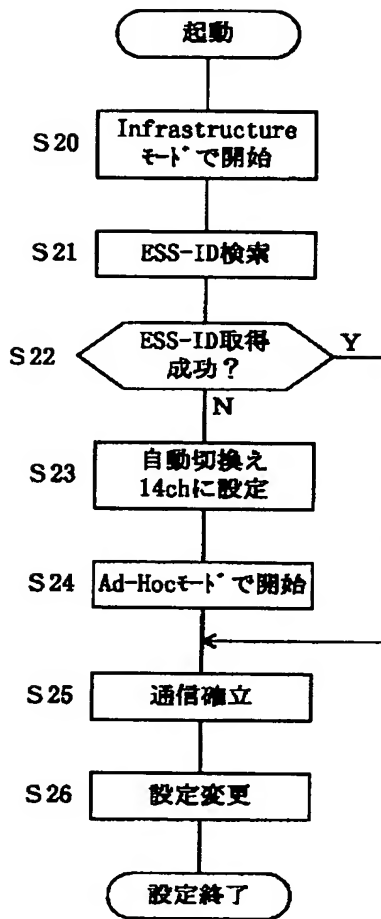 起動
S20
Infrastructure
ﾓｰﾄﾞで開始
S21
ESS-ID検索
S22
ESS-ID取得
成功？
Y
N
S23
自動切換え
14chに設定
S24
Ad-Hocﾓｰﾄﾞで開始
S25
通信確立
S26
設定変更
設定終了